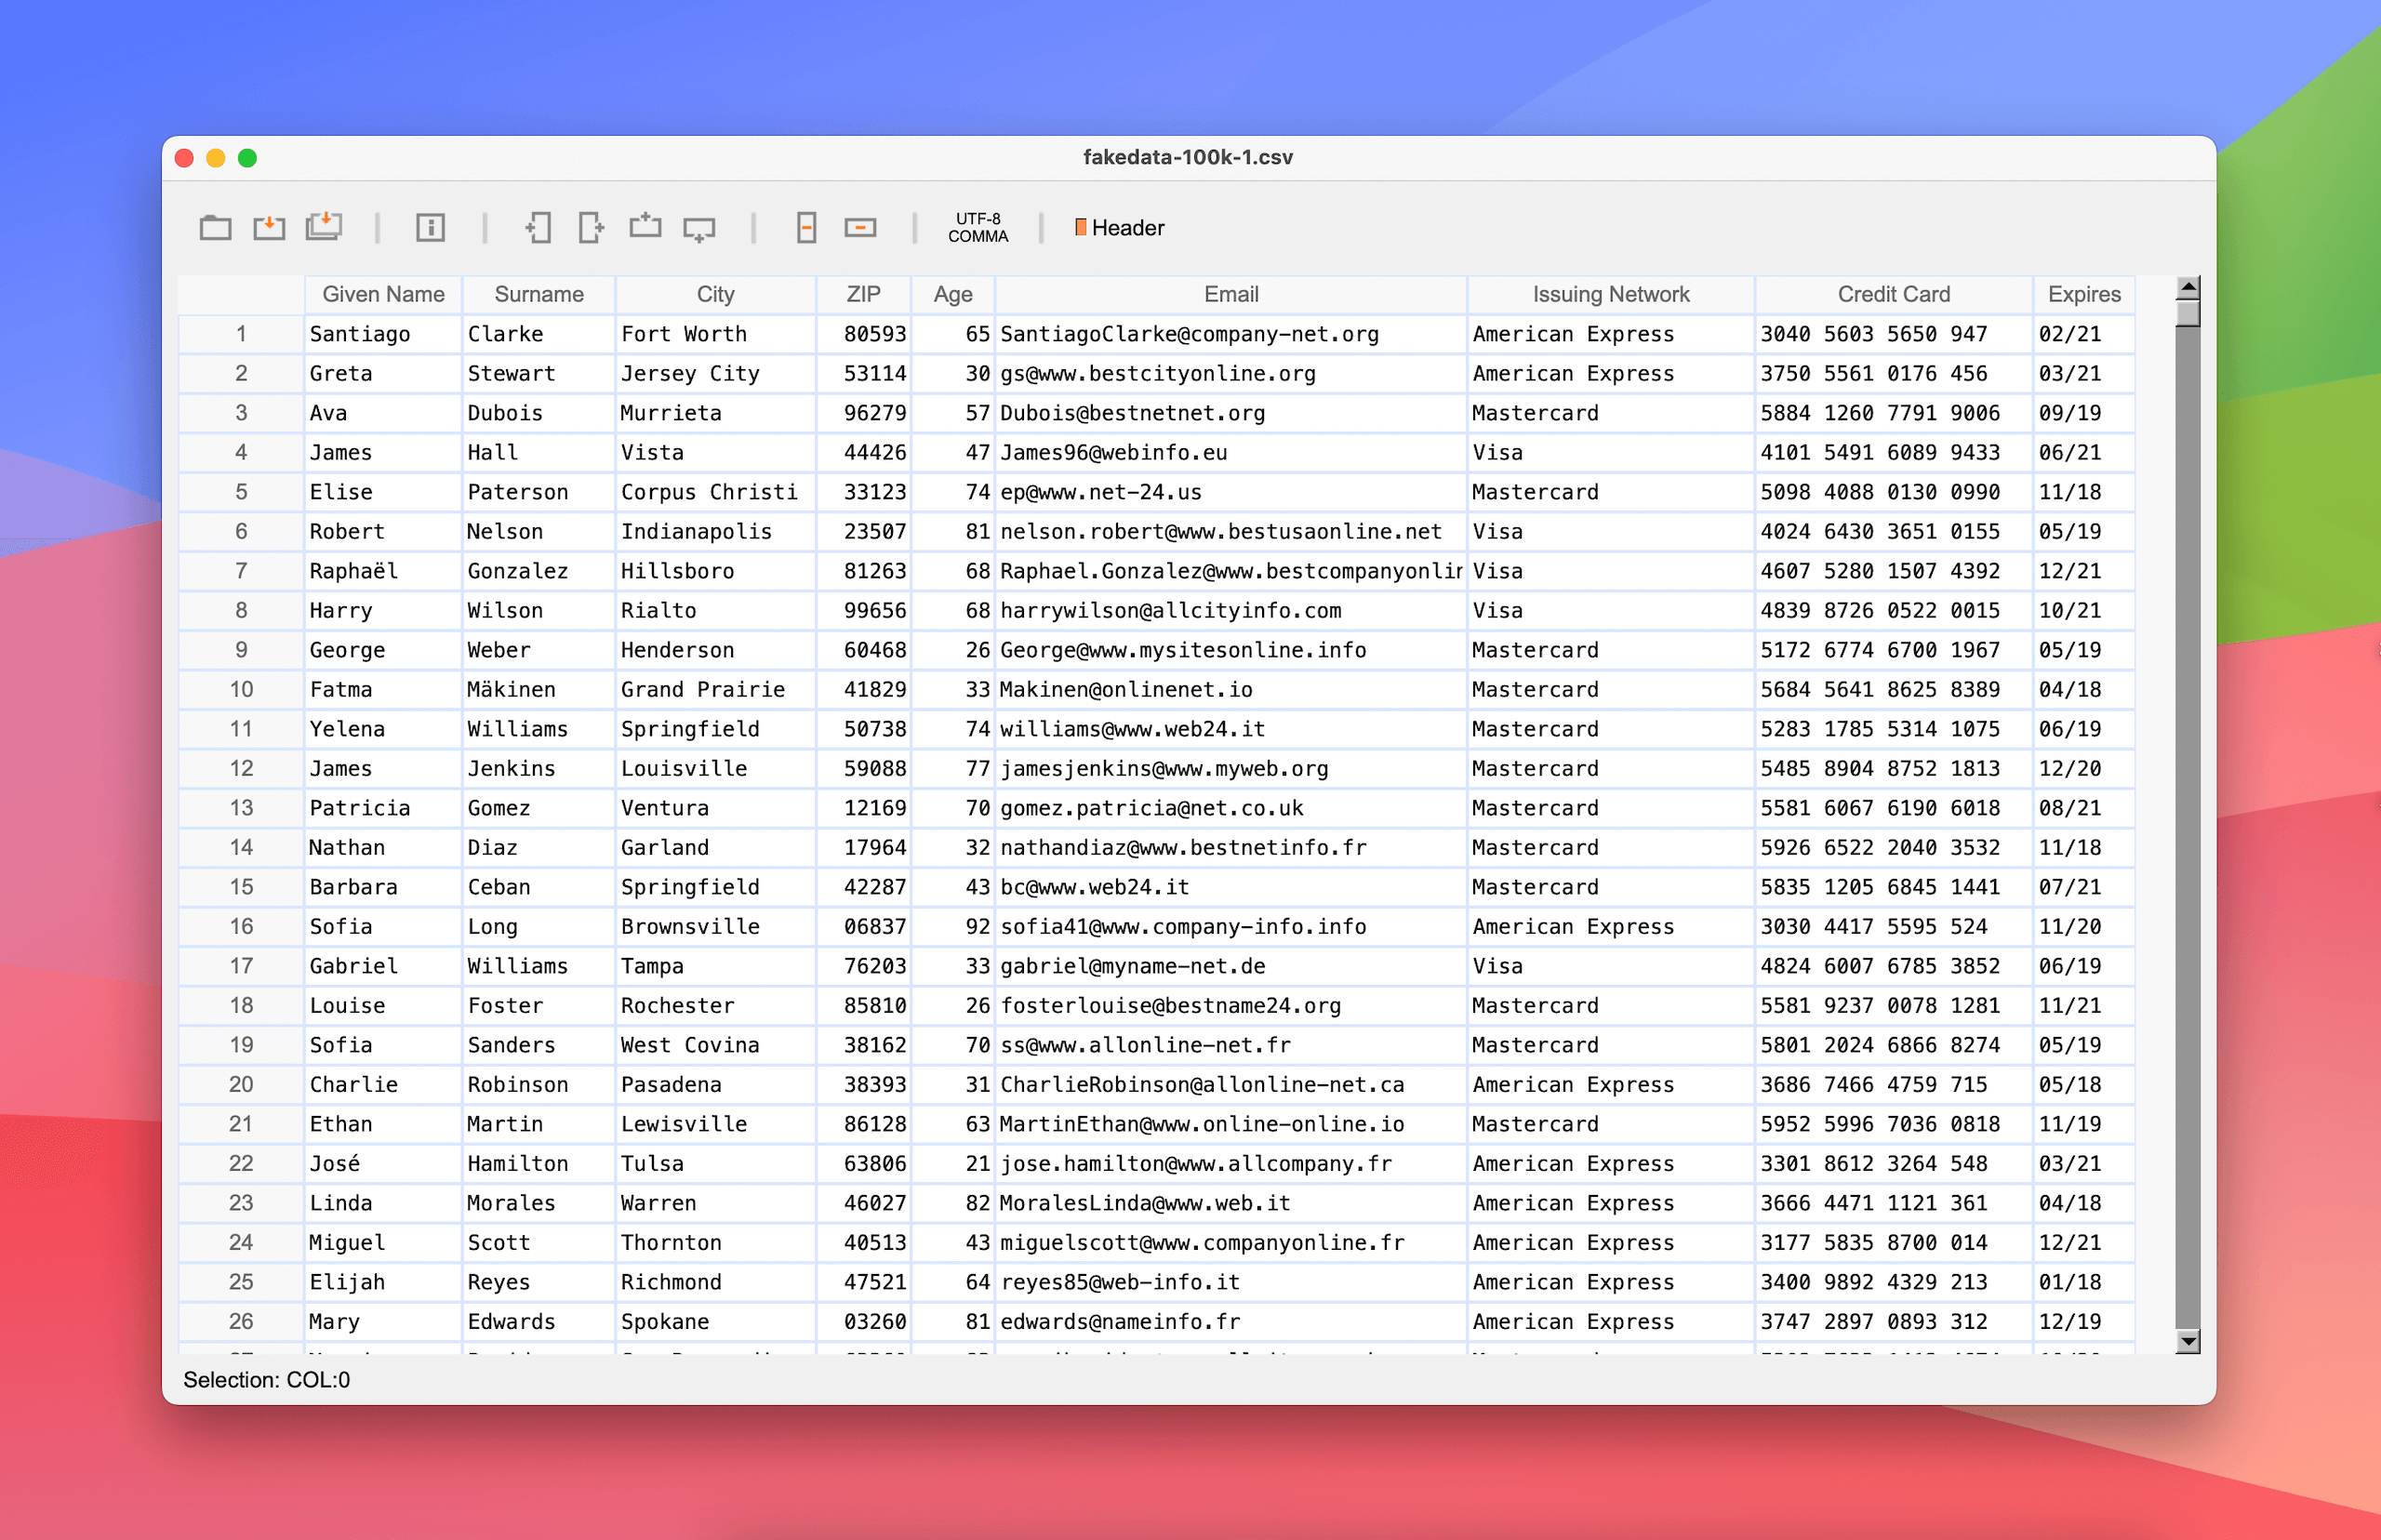 fakedata-100k-1.csv
UTF-8
COMMA
Header
Given Name Surname City ZIP Age Email Issuing Network Credit Card Expires
1 Santiago Clarke Fort Worth 80593 65 SantiagoClarke@company-net.org American Express 3040 5603 5650 947 02/21
2 Greta Stewart Jersey City 53114 30 gs@www.bestcityonline.org American Express 3750 5561 0176 456 03/21
3 Ava Dubois Murrieta 96279 57 Dubois@bestnetnet.org Mastercard 5884 1260 7791 9006 09/19
4 James Hall Vista 44426 47 James96@webinfo.eu Visa 4101 5491 6089 9433 06/21
5 Elise Paterson Corpus Christi 33123 74 ep@www.net-24.us Mastercard 5098 4088 0130 0990 11/18
6 Robert Nelson Indianapolis 23507 81 nelson.robert@www.bestusaonline.net Visa 4024 6430 3651 0155 05/19
7 Raphaël Gonzalez Hillsboro 81263 68 Raphael.Gonzalez@www.bestcompanyonlin Visa 4607 5280 1507 4392 12/21
8 Harry Wilson Rialto 99656 68 harrywilson@allcityinfo.com Visa 4839 8726 0522 0015 10/21
9 George Weber Henderson 60468 26 George@www.mysitesonline.info Mastercard 5172 6774 6700 1967 05/19
10 Fatma Mäkinen Grand Prairie 41829 33 Makinen@onlinenet.io Mastercard 5684 5641 8625 8389 04/18
11 Yelena Williams Springfield 50738 74 williams@www.web24.it Mastercard 5283 1785 5314 1075 06/19
12 James Jenkins Louisville 59088 77 jamesjenkins@www.myweb.org Mastercard 5485 8904 8752 1813 12/20
13 Patricia Gomez Ventura 12169 70 gomez.patricia@net.co.uk Mastercard 5581 6067 6190 6018 08/21
14 Nathan Diaz Garland 17964 32 nathandiaz@www.bestnetinfo.fr Mastercard 5926 6522 2040 3532 11/18
15 Barbara Ceban Springfield 42287 43 bc@www.web24.it Mastercard 5835 1205 6845 1441 07/21
16 Sofia Long Brownsville 06837 92 sofia41@www.company-info.info American Express 3030 4417 5595 524 11/20
17 Gabriel Williams Tampa 76203 33 gabriel@myname-net.de Visa 4824 6007 6785 3852 06/19
18 Louise Foster Rochester 85810 26 fosterlouise@bestname24.org Mastercard 5581 9237 0078 1281 11/21
19 Sofia Sanders West Covina 38162 70 ss@www.allonline-net.fr Mastercard 5801 2024 6866 8274 05/19
20 Charlie Robinson Pasadena 38393 31 CharlieRobinson@allonline-net.ca American Express 3686 7466 4759 715 05/18
21 Ethan Martin Lewisville 86128 63 MartinEthan@www.online-online.io Mastercard 5952 5996 7036 0818 11/19
22 José Hamilton Tulsa 63806 21 jose.hamilton@www.allcompany.fr American Express 3301 8612 3264 548 03/21
23 Linda Morales Warren 46027 82 MoralesLinda@www.web.it American Express 3666 4471 1121 361 04/18
24 Miguel Scott Thornton 40513 43 miguelscott@www.companyonline.fr American Express 3177 5835 8700 014 12/21
25 Elijah Reyes Richmond 47521 64 reyes85@web-info.it American Express 3400 9892 4329 213 01/18
26 Mary Edwards Spokane 03260 81 edwards@nameinfo.fr American Express 3747 2897 0893 312 12/19
Selection: COL:0